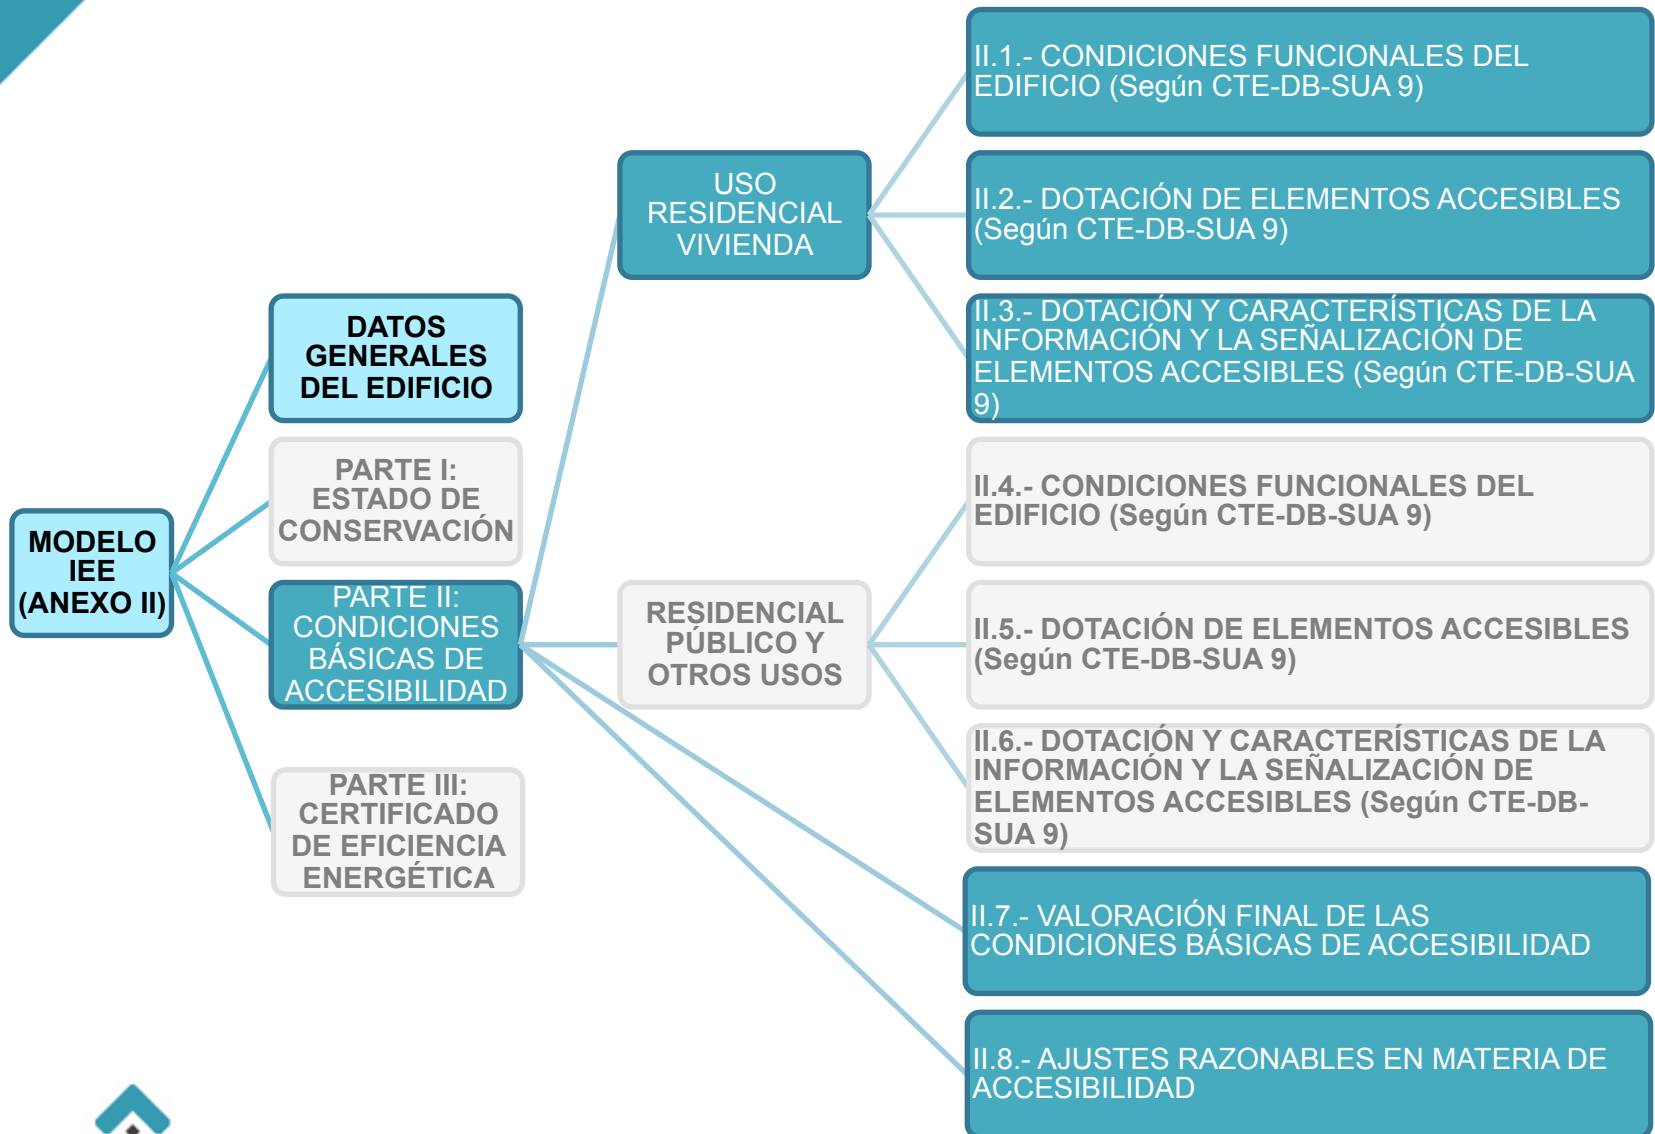 MODELO
IEE
(ANEXO II)
DATOS
GENERALES
DEL EDIFICIO
PARTE I:
ESTADO DE
CONSERVACIÓN
PARTE II:
CONDICIONES
BÁSICAS DE
ACCESIBILIDAD
PARTE III:
CERTIFICADO
DE EFICIENCIA
ENERGÉTICA
USO
RESIDENCIAL
VIVIENDA
RESIDENCIAL
PÚBLICO Y
OTROS USOS
II.1.- CONDICIONES FUNCIONALES DEL
EDIFICIO (Según CTE-DB-SUA 9)
II.2.- DOTACIÓN DE ELEMENTOS ACCESIBLES
(Según CTE-DB-SUA 9)
II.3.- DOTACIÓN Y CARACTERÍSTICAS DE LA
INFORMACIÓN Y LA SEÑALIZACIÓN DE
ELEMENTOS ACCESIBLES (Según CTE-DB-SUA
9)
II.4.- CONDICIONES FUNCIONALES DEL
EDIFICIO (Según CTE-DB-SUA 9)
II.5.- DOTACIÓN DE ELEMENTOS ACCESIBLES
(Según CTE-DB-SUA 9)
II.6.- DOTACIÓN Y CARACTERÍSTICAS DE LA
INFORMACIÓN Y LA SEÑALIZACIÓN DE
ELEMENTOS ACCESIBLES (Según CTE-DB-
SUA 9)
II.7.- VALORACIÓN FINAL DE LAS
CONDICIONES BÁSICAS DE ACCESIBILIDAD
II.8.- AJUSTES RAZONABLES EN MATERIA DE
ACCESIBILIDAD